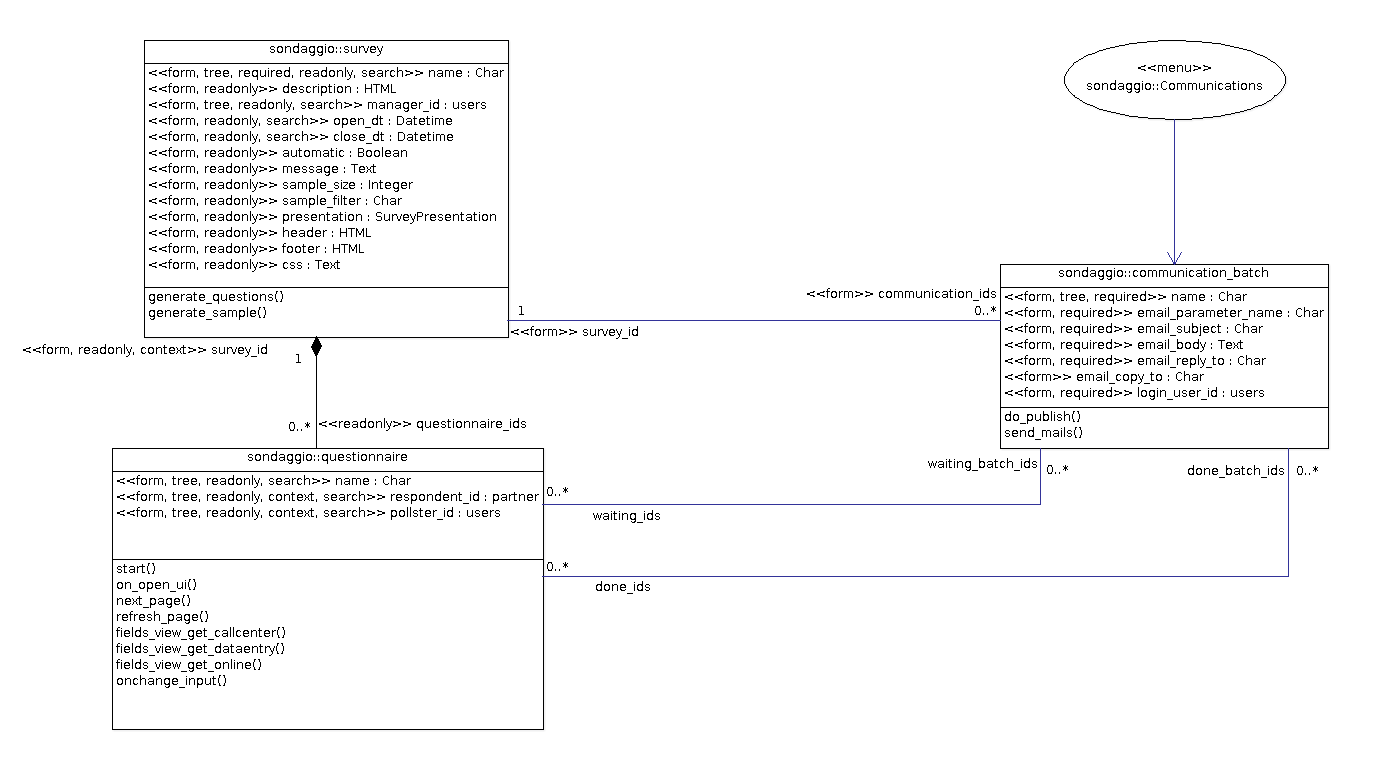 sondaggio::survey
<<form, tree, required, readonly, search>> name : Char
<<form, readonly>> description : HTML
<<form, tree, readonly, search>> manager_id : users
<<form, readonly, search>> open_dt : Datetime
<<form, readonly, search>> close_dt : Datetime
<<form, readonly>> automatic : Boolean
<<form, readonly>> message : Text
<<form, readonly>> sample_size : Integer
<<form, readonly>> sample_filter : Char
<<form, readonly>> presentation : SurveyPresentation
<<form, readonly>> header : HTML
<<form, readonly>> footer : HTML
<<form, readonly>> css : Text
generate_questions()
generate_sample()
<<menu>>
sondaggio::Communications
<<form>> communication_ids
1
0..*
<<form>> survey_id
sondaggio::communication_batch
<<form, tree, required>> name : Char
<<form, required>> email_parameter_name : Char
<<form, required>> email_subject : Char
<<form, required>> email_body : Text
<<form, required>> email_reply_to : Char
<<form>> email_copy_to : Char
<<form, required>> login_user_id : users
do_publish()
send_mails()
<<form, readonly, context>> survey_id
1
0..*
<<readonly>> questionnaire_ids
sondaggio::questionnaire
<<form, tree, readonly, search>> name : Char
<<form, tree, readonly, context, search>> respondent_id : partner
<<form, tree, readonly, context, search>> pollster_id : users
start()
on_open_ui()
next_page()
refresh_page()
fields_view_get_callcenter()
fields_view_get_dataentry()
fields_view_get_online()
onchange_input()
waiting_batch_ids
0..*
done_batch_ids
0..*
0..*
waiting_ids
0..*
done_ids